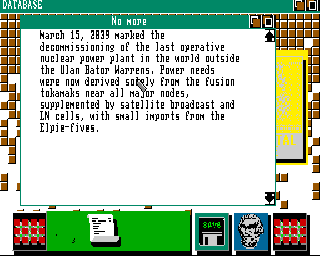 DATABASE
No more
March 15, 2039 marked the
decommissioning of the last operative
nuclear power plant in the world outside
the Ulan Bator Warrens. Power needs
were now derived solely from the fusion
tokamaks near all major nodes,
supplemented by satellite broadcast and
LN cells, with small imports from the
Elpie-fives.
SAVE